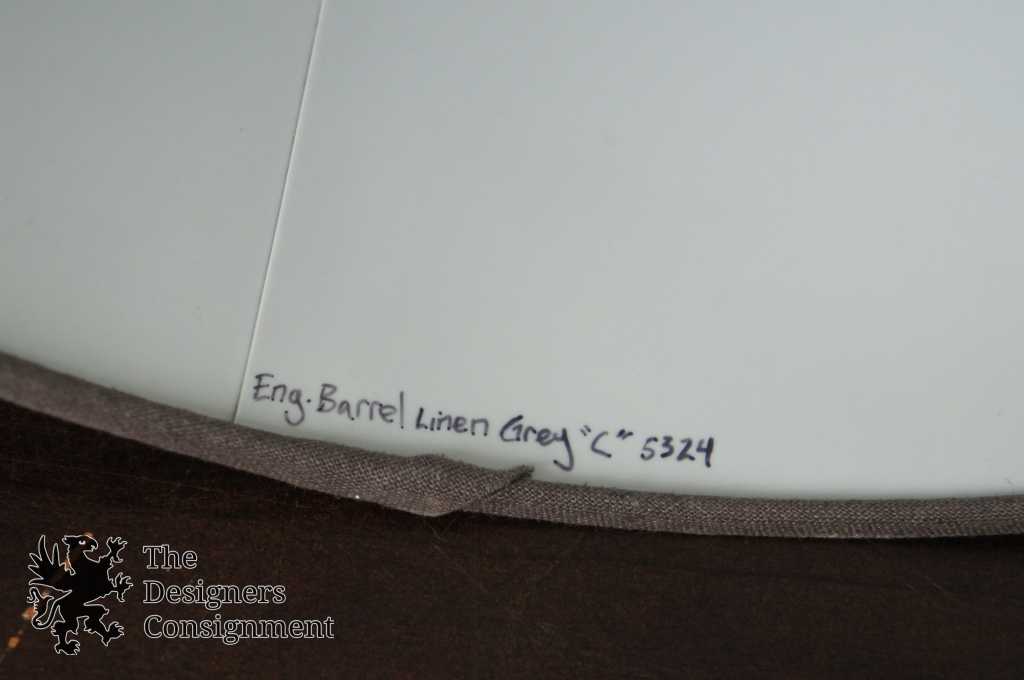 Eng. Barrel Linen Grey "C" 5324
The
Designers
Consignment